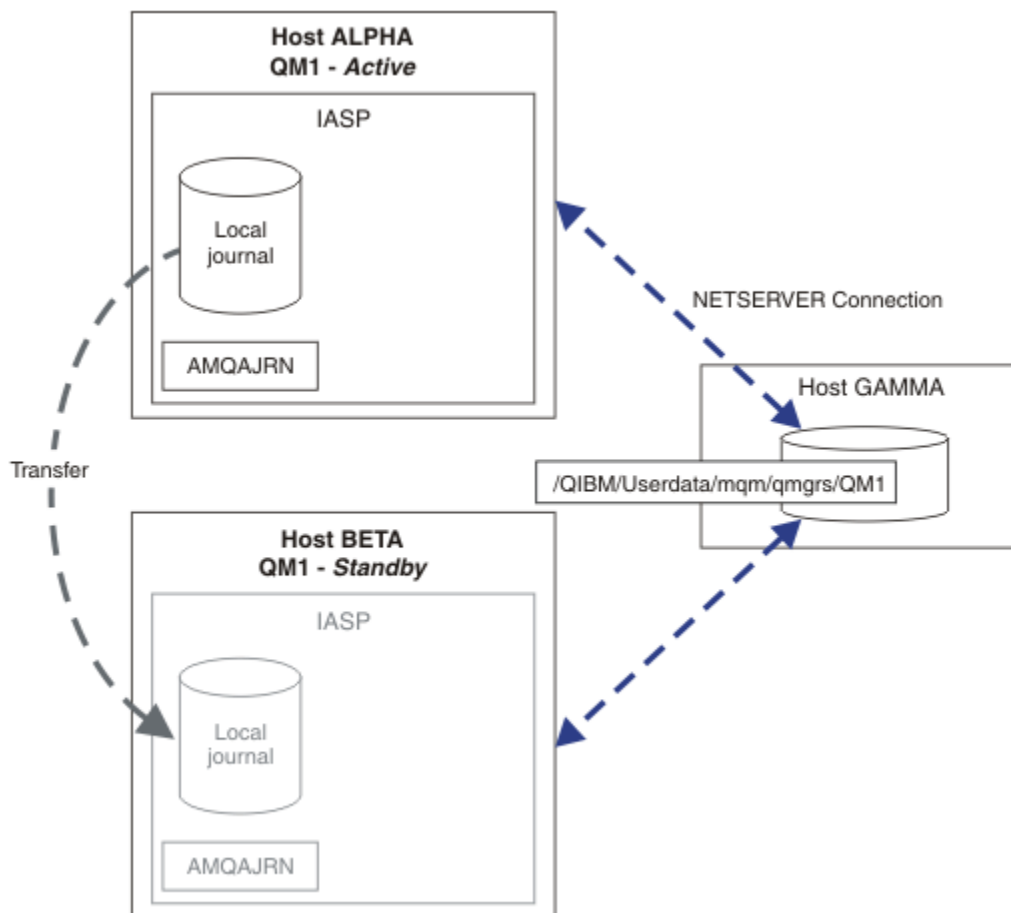 Host ALPHA
QM1 - Active
IASP
Local
journal
AMQAJRN
NETSERVER Connection
Host GAMMA
/QIBM/Userdata/mqm/qmgrs/QM1
Transfer
Host BETA
QM1 - Standby
IASP
Local
journal
AMQAJRN